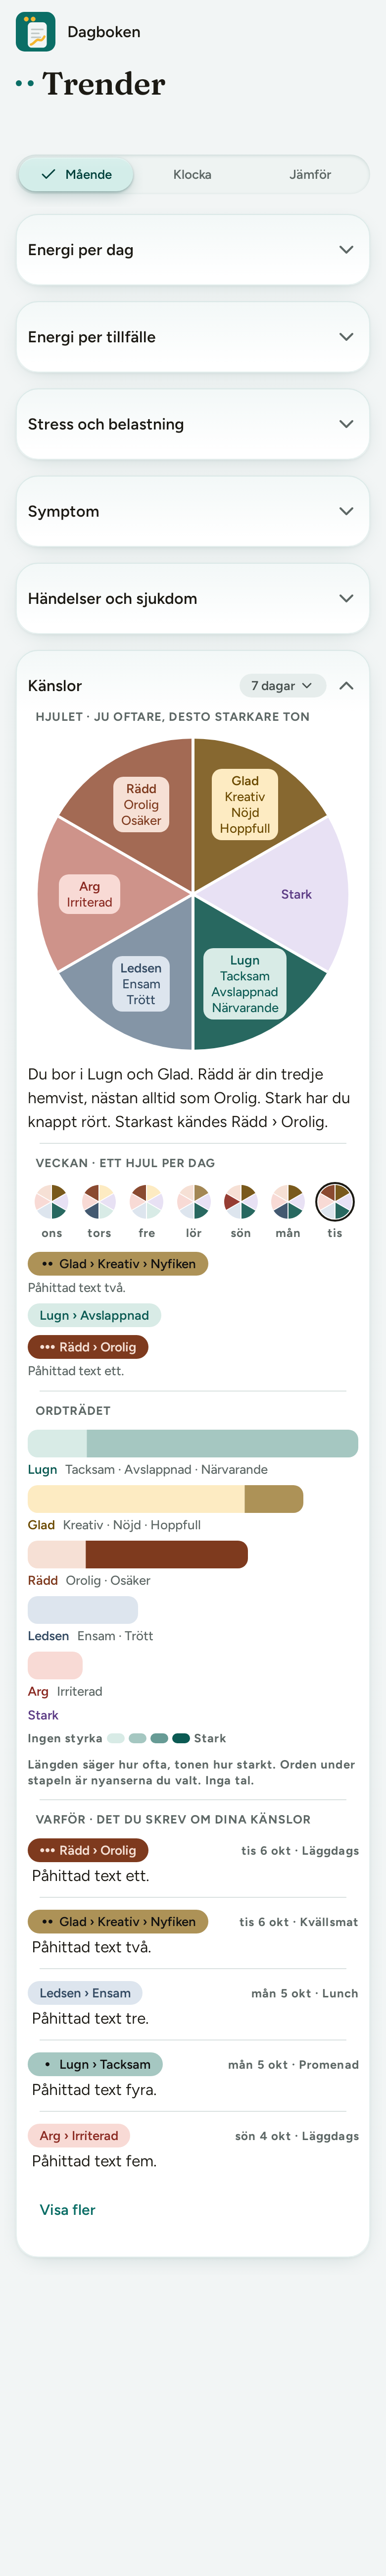 Dagboken
Trender
Mående
Klocka
Jämför
Energi per dag
Energi per tillfälle
Stress och belastning
Symptom
Händelser och sjukdom
Känslor
7 dagar
HJULET · JU OFTARE, DESTO STARKARE TON
Rädd
Orolig
Osäker
Glad
Kreativ
Nöjd
Hoppfull
Arg
Irriterad
Stark
Ledsen
Ensam
Trött
Lugn
Tacksam
Avslappnad
Närvarande
Du bor i Lugn och Glad. Rädd är din tredje
hemvist, nästan alltid som Orolig. Stark har du
knappt rört. Starkast kändes Rädd › Orolig.
VECKAN · ETT HJUL PER DAG
ons tors fre lör sön mån tis
•• Glad › Kreativ › Nyfiken
Påhittad text två.
Lugn › Avslappnad
••• Rädd › Orolig
Påhittad text ett.
ORDTRÄDET
Lugn Tacksam · Avslappnad · Närvarande
Glad Kreativ · Nöjd · Hoppfull
Rädd Orolig · Osäker
Ledsen Ensam · Trött
Arg Irriterad
Stark
Ingen styrka Stark
Längden säger hur ofta, tonen hur starkt. Orden under
stapeln är nyanserna du valt. Inga tal.
VARFÖR · DET DU SKREV OM DINA KÄNSLOR
••• Rädd › Orolig tis 6 okt · Läggdags
Påhittad text ett.
•• Glad › Kreativ › Nyfiken tis 6 okt · Kvällsmat
Påhittad text två.
Ledsen › Ensam mån 5 okt · Lunch
Påhittad text tre.
• Lugn › Tacksam mån 5 okt · Promenad
Påhittad text fyra.
Arg › Irriterad sön 4 okt · Läggdags
Påhittad text fem.
Visa fler